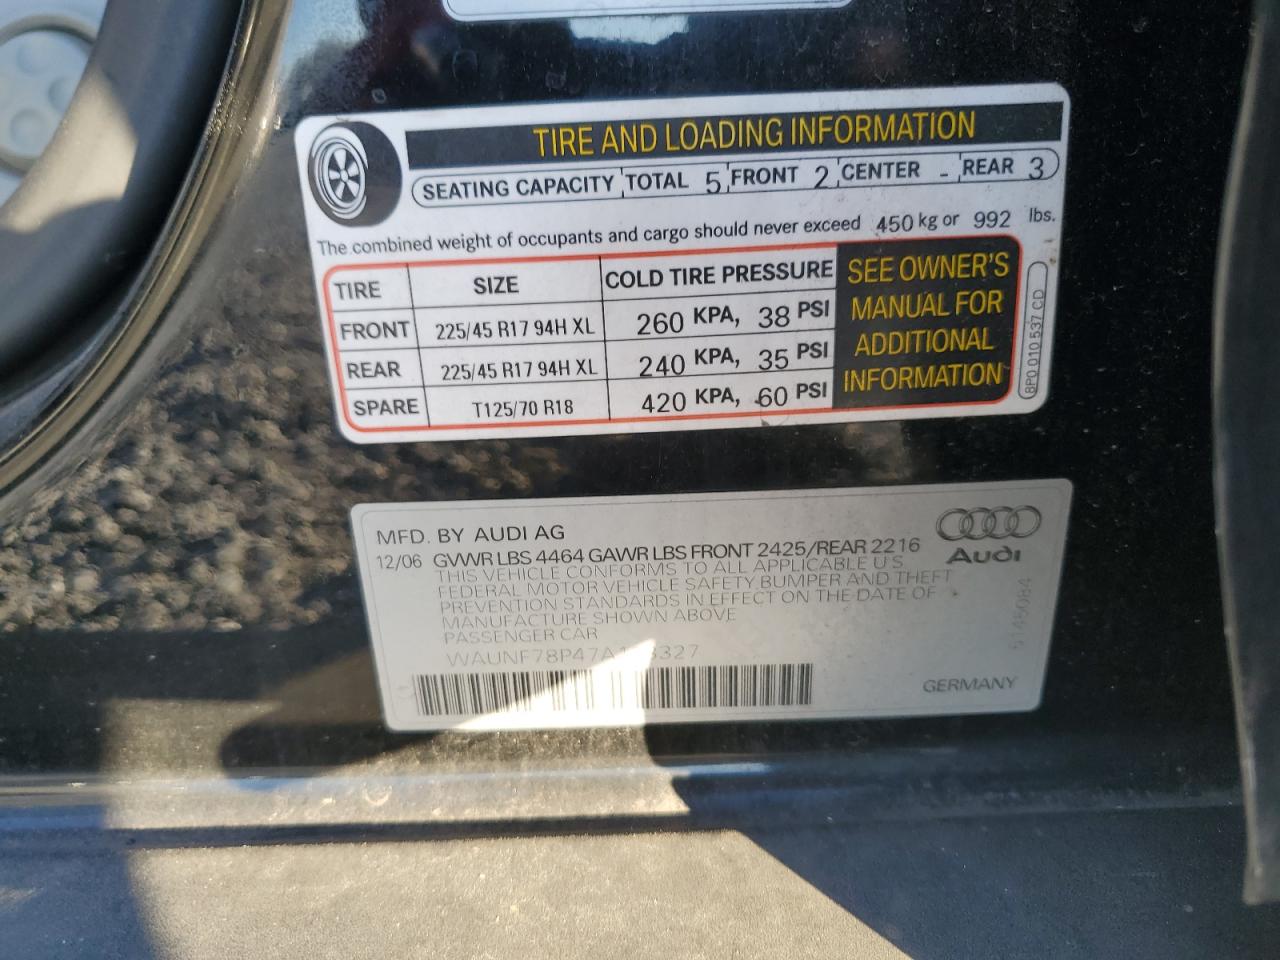 TIRE AND LOADING INFORMATION
SEATING CAPACITY TOTAL 5 FRONT 2 CENTER - REAR 3
The combined weight of occupants and cargo should never exceed 450 kg or 992 lbs.
TIRE SIZE COLD TIRE PRESSURE
FRONT 225/45 R17 94H XL 260 KPA, 38 PSI
REAR 225/45 R17 94H XL 240 KPA, 35 PSI
SPARE T125/70 R18 420 KPA, 60 PSI
SEE OWNER'S
MANUAL FOR
ADDITIONAL
INFORMATION
8P0 010 537 CD
MFD. BY AUDI AG
12/06 GVWR LBS 4464 GAWR LBS FRONT 2425/REAR 2216
THIS VEHICLE CONFORMS TO ALL APPLICABLE U.S.
FEDERAL MOTOR VEHICLE SAFETY, BUMPER AND THEFT
PREVENTION STANDARDS IN EFFECT ON THE DATE OF
MANUFACTURE SHOWN ABOVE
PASSENGER CAR
Audi
6145084
GERMANY